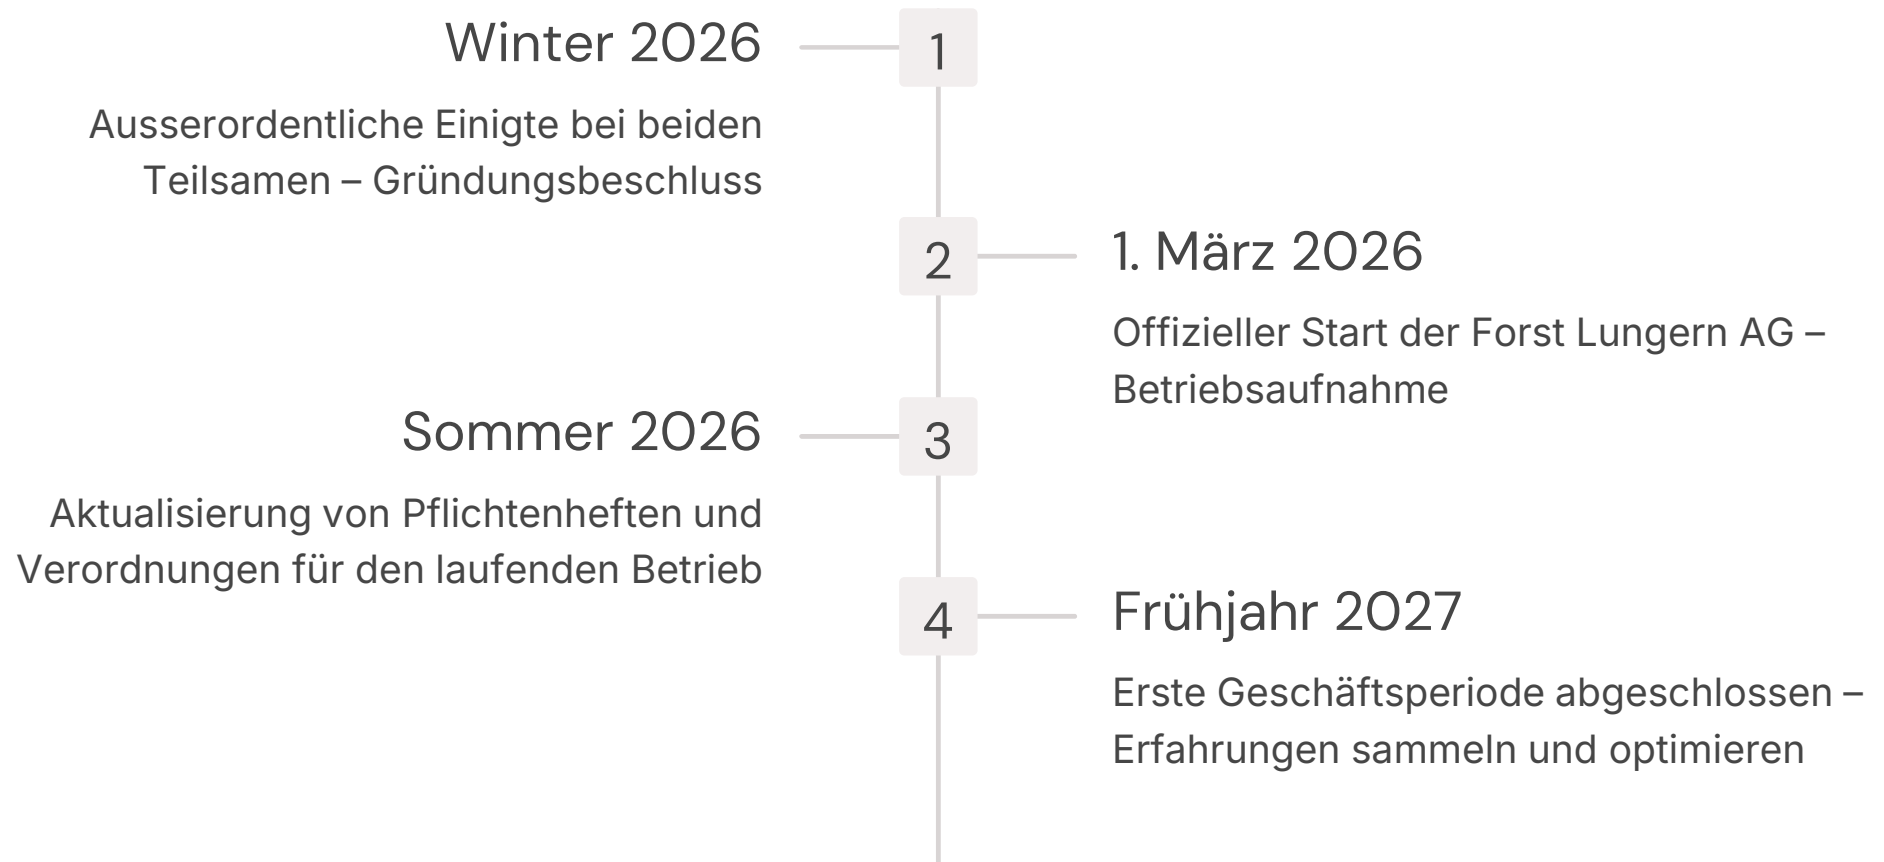 Winter 2026
1
Ausserordentliche Einigte bei beiden
Teilsamen – Gründungsbeschluss
2
1. März 2026
Offizieller Start der Forst Lungern AG –
Betriebsaufnahme
Sommer 2026
3
Aktualisierung von Pflichtenheften und
Verordnungen für den laufenden Betrieb
4
Frühjahr 2027
Erste Geschäftsperiode abgeschlossen –
Erfahrungen sammeln und optimieren